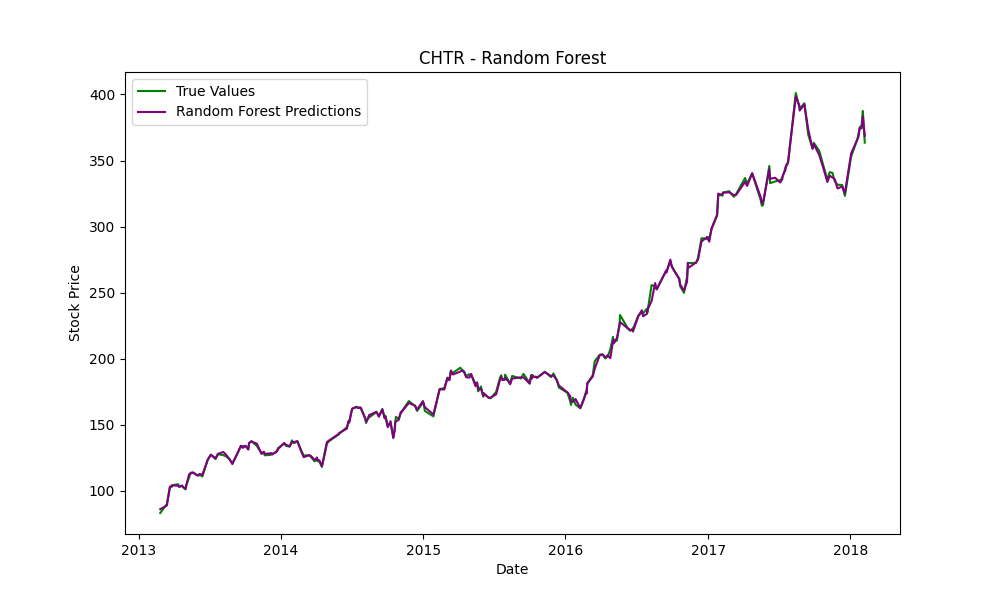 CHTR - Random Forest
True Values
Random Forest Predictions
400
350
300
250
200
150
100
Stock Price
2013 2014 2015 2016 2017 2018
Date